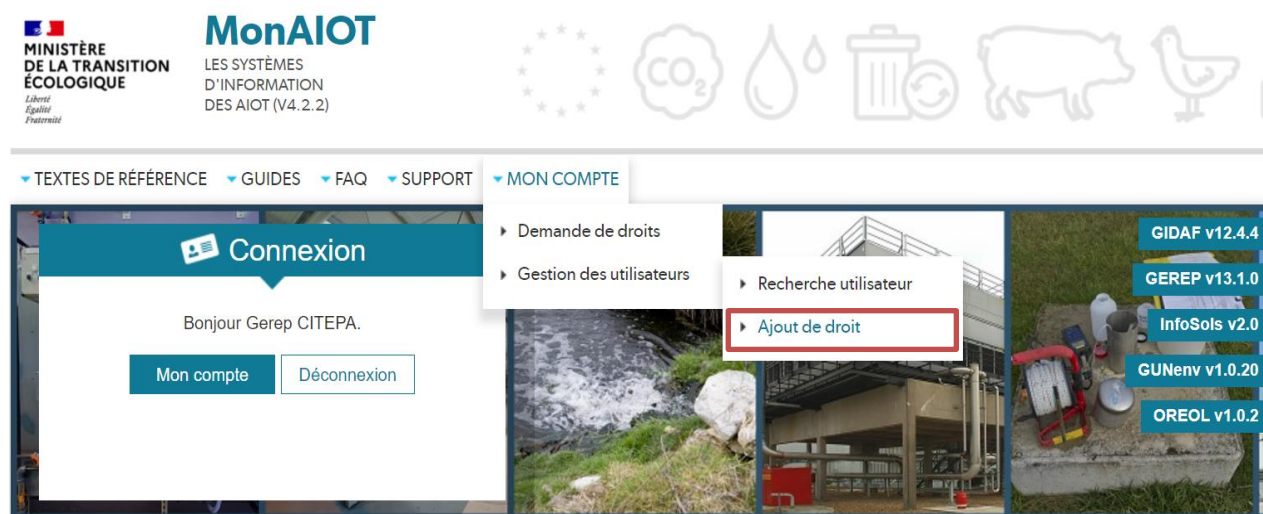 MINISTÈRE
DE LA TRANSITION
ÉCOLOGIQUE
Liberté
Égalité
Fraternité
MonAIOT
LES SYSTÈMES
D'INFORMATION
DES AIOT (V4.2.2)
CO2
TEXTES DE RÉFÉRENCE GUIDES FAQ SUPPORT MON COMPTE
Connexion
Bonjour Gerep CITEPA.
Mon compte Déconnexion
Demande de droits
Gestion des utilisateurs
Recherche utilisateur
Ajout de droit
GIDAF v12.4.4
GEREP v13.1.0
InfoSols v2.0
GUNenv v1.0.20
OREOL v1.0.2